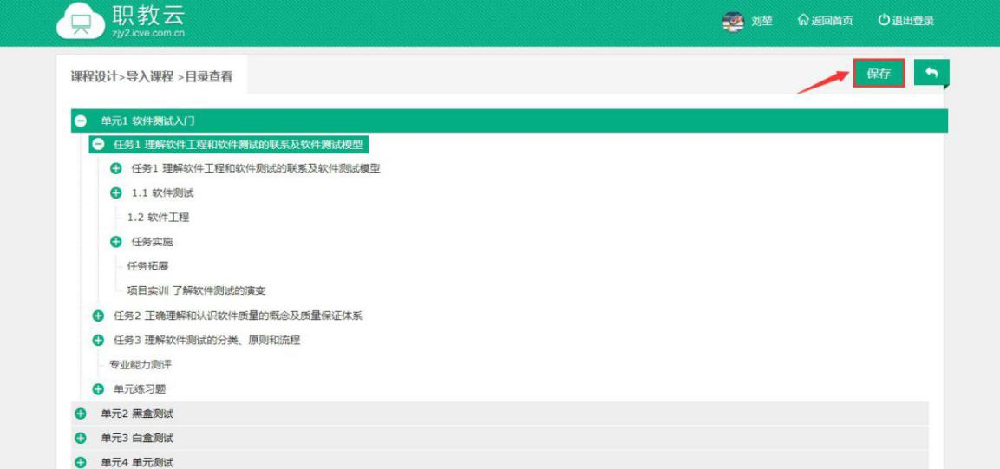 职教云
zjy2.icve.com.cn
刘堃 返回首页 退出登录
课程设计>导入课程 >目录查看
保存
单元1 软件测试入门
任务1 理解软件工程和软件测试的联系及软件测试模型
任务1 理解软件工程和软件测试的联系及软件测试模型
1.1 软件测试
1.2 软件工程
任务实施
任务拓展
项目实训 了解软件测试的演变
任务2 正确理解和认识软件质量的概念及质量保证体系
任务3 理解软件测试的分类、原则和流程
专业能力测评
单元练习题
单元2 黑盒测试
单元3 白盒测试
单元4 单元测试